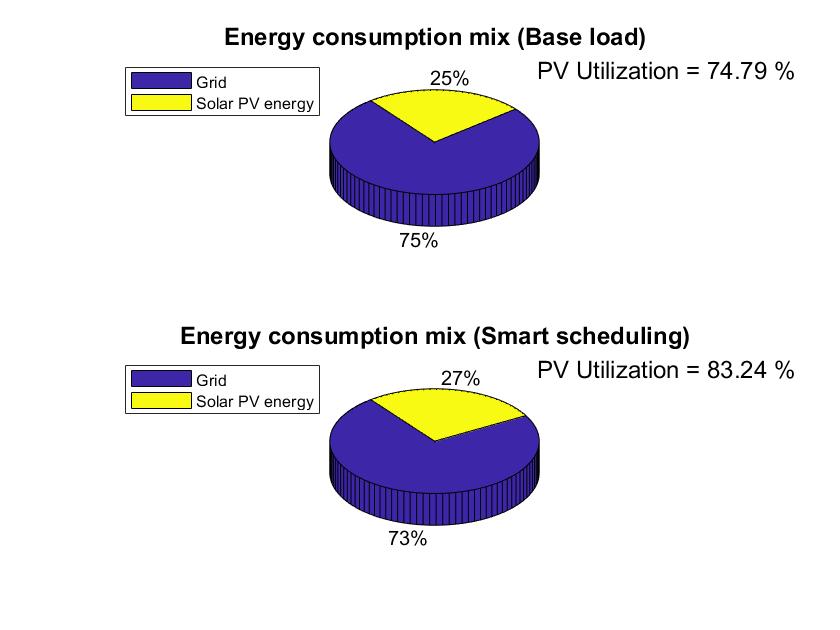 Energy consumption mix (Base load)
PV Utilization = 74.79 %
Grid
Solar PV energy
25%
75%
Energy consumption mix (Smart scheduling)
PV Utilization = 83.24 %
Grid
Solar PV energy
27%
73%